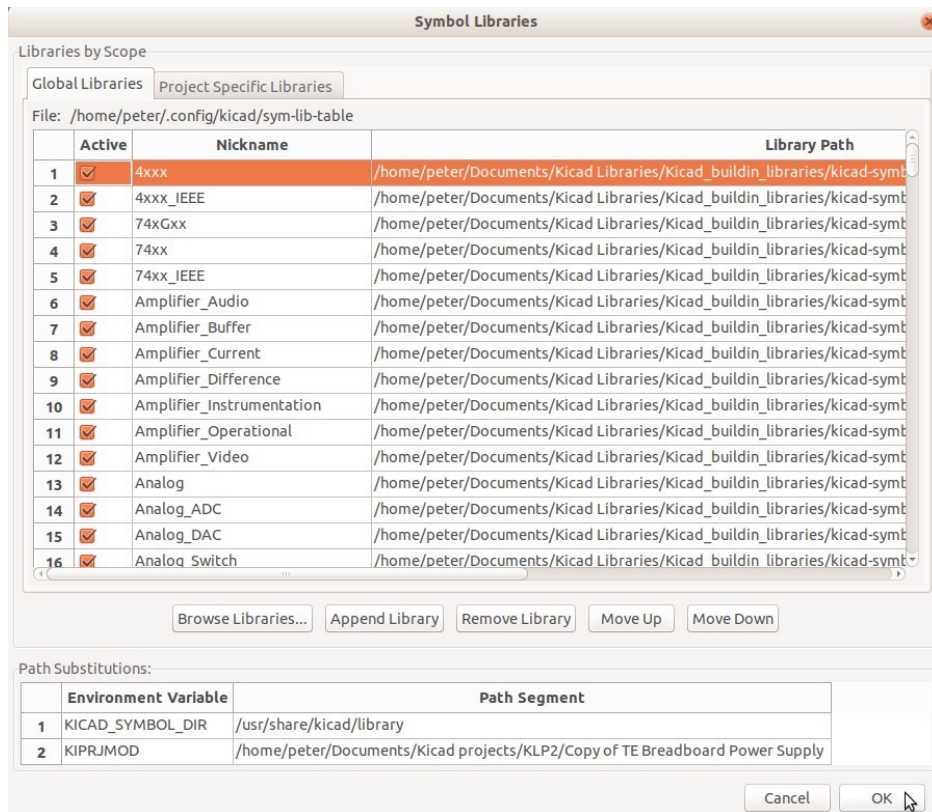 Symbol Libraries
Libraries by Scope
Global Libraries Project Specific Libraries
File: /home/peter/.config/kicad/sym-lib-table
Active Nickname Library Path
1 4xxx /home/peter/Documents/Kicad Libraries/Kicad_buildin_libraries/kicad-symb
2 4xxx_IEEE /home/peter/Documents/Kicad Libraries/Kicad_buildin_libraries/kicad-symb
3 74xGxx /home/peter/Documents/Kicad Libraries/Kicad_buildin_libraries/kicad-symb
4 74xx /home/peter/Documents/Kicad Libraries/Kicad_buildin_libraries/kicad-symb
5 74xx_IEEE /home/peter/Documents/Kicad Libraries/Kicad_buildin_libraries/kicad-symb
6 Amplifier_Audio /home/peter/Documents/Kicad Libraries/Kicad_buildin_libraries/kicad-symb
7 Amplifier_Buffer /home/peter/Documents/Kicad Libraries/Kicad_buildin_libraries/kicad-symb
8 Amplifier_Current /home/peter/Documents/Kicad Libraries/Kicad_buildin_libraries/kicad-symb
9 Amplifier_Difference /home/peter/Documents/Kicad Libraries/Kicad_buildin_libraries/kicad-symb
10 Amplifier_Instrumentation /home/peter/Documents/Kicad Libraries/Kicad_buildin_libraries/kicad-symb
11 Amplifier_Operational /home/peter/Documents/Kicad Libraries/Kicad_buildin_libraries/kicad-symb
12 Amplifier_Video /home/peter/Documents/Kicad Libraries/Kicad_buildin_libraries/kicad-symb
13 Analog /home/peter/Documents/Kicad Libraries/Kicad_buildin_libraries/kicad-symb
14 Analog_ADC /home/peter/Documents/Kicad Libraries/Kicad_buildin_libraries/kicad-symb
15 Analog_DAC /home/peter/Documents/Kicad Libraries/Kicad_buildin_libraries/kicad-symb
16 Analog_Switch /home/peter/Documents/Kicad Libraries/Kicad_buildin_libraries/kicad-symb
Browse Libraries... Append Library Remove Library Move Up Move Down
Path Substitutions:
Environment Variable Path Segment
1 KICAD_SYMBOL_DIR /usr/share/kicad/library
2 KIPRJMOD /home/peter/Documents/Kicad projects/KLP2/Copy of TE Breadboard Power Supply
Cancel OK